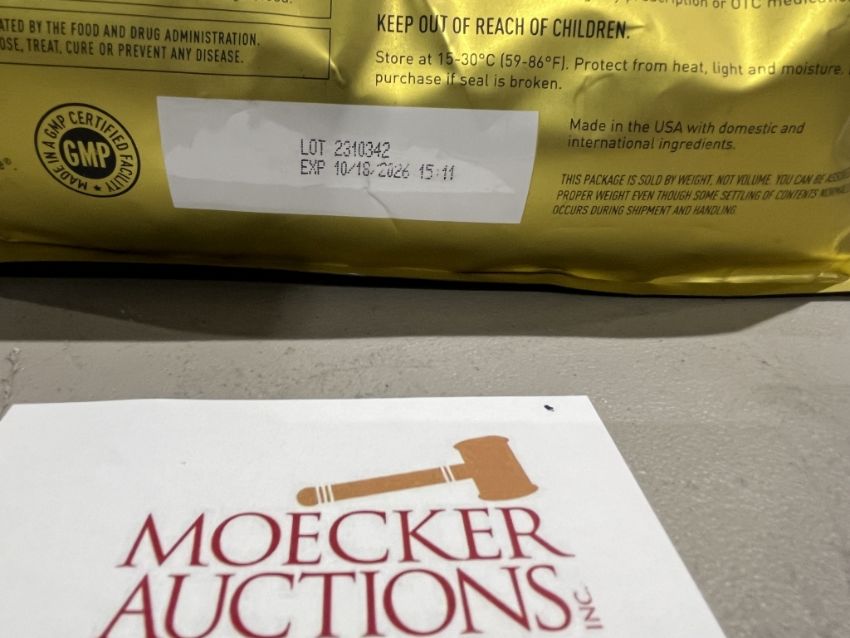 ATED BY THE FOOD AND DRUG ADMINISTRATION.
OSE, TREAT, CURE OR PREVENT ANY DISEASE.
KEEP OUT OF REACH OF CHILDREN.
Store at 15-30°C (59-86°F). Protect from heat, light and moisture.
purchase if seal is broken.
MADE IN A GMP CERTIFIED FACILITY
GMP
LOT 2310342
EXP 10/18/2026 15:11
Made in the USA with domestic and
international ingredients.
THIS PACKAGE IS SOLD BY WEIGHT, NOT VOLUME. YOU CAN BE
PROPER WEIGHT EVEN THOUGH SOME SETTLING OF CONTENTS
OCCURS DURING SHIPMENT AND HANDLING.
MOECKER
AUCTIONS INC.